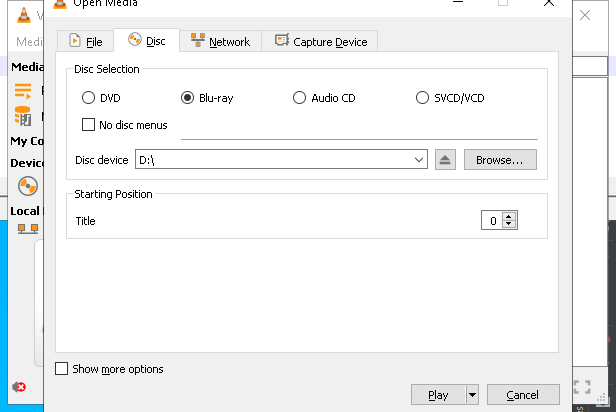 Open Media
Medi
File
Disc
Network
Capture Device
Media
Disc Selection
DVD
Blu-ray
Audio CD
SVCD/VCD
No disc menus
My Co
Disc device
D:\
Browse...
Device
Starting Position
Title
0
Local
Show more options
Play
Cancel